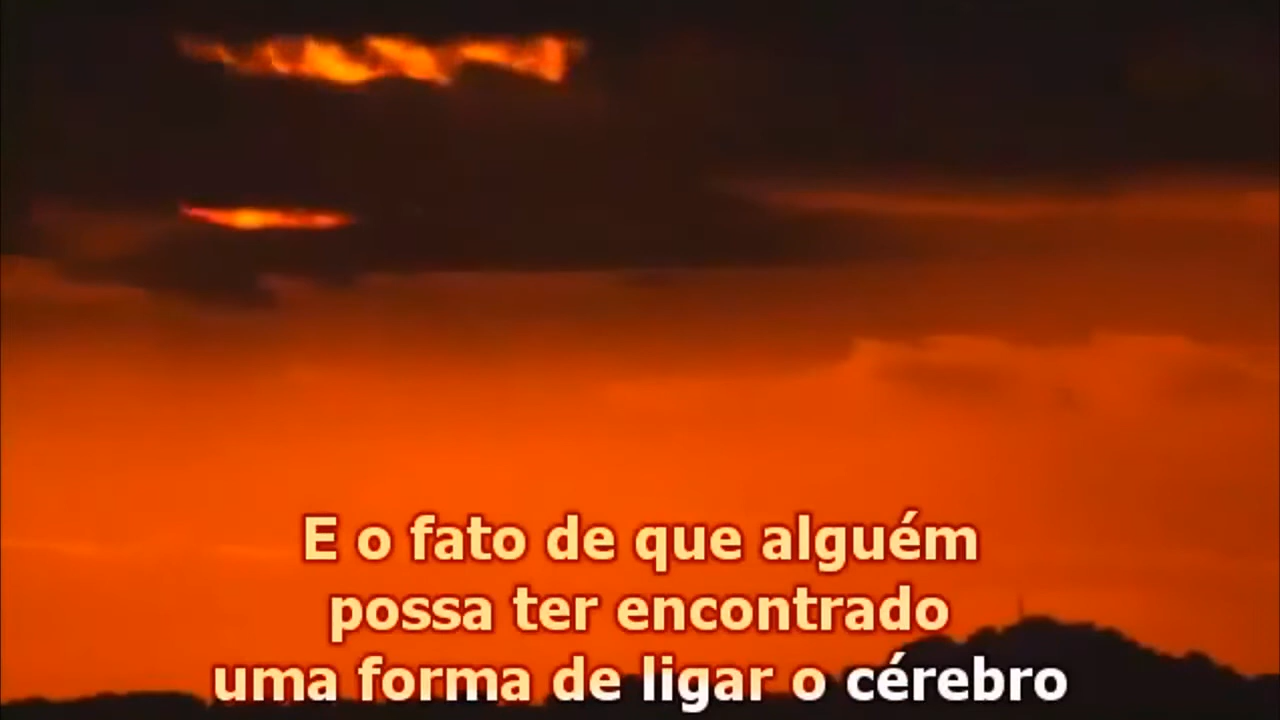 E o fato de que alguém
possa ter encontrado
uma forma de ligar o cérebro